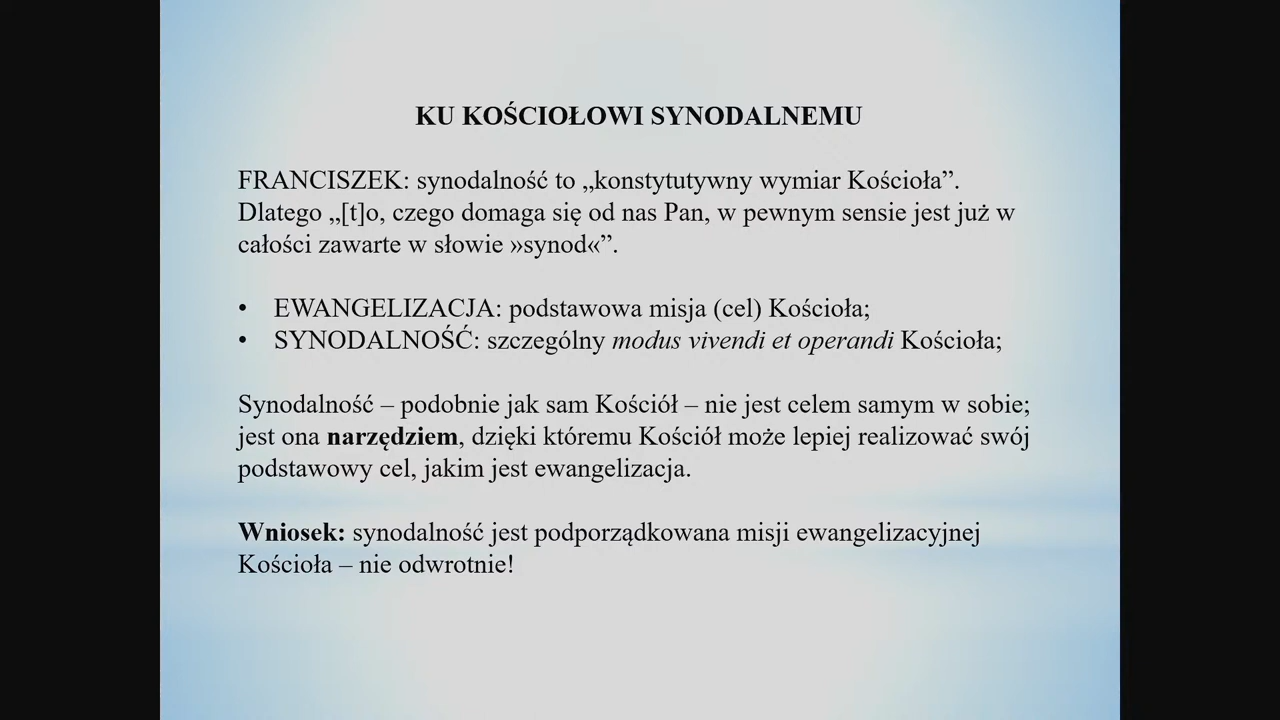 KU KOŚCIOŁOWI SYNODALNEMU
FRANCISZEK: synodalność to „konstytutywny wymiar Kościoła”.
Dlatego „[t]o, czego domaga się od nas Pan, w pewnym sensie jest już w
całości zawarte w słowie »synod«”.
• EWANGELIZACJA: podstawowa misja (cel) Kościoła;
• SYNODALNOŚĆ: szczególny modus vivendi et operandi Kościoła;
Synodalność – podobnie jak sam Kościół – nie jest celem samym w sobie;
jest ona narzędziem, dzięki któremu Kościół może lepiej realizować swój
podstawowy cel, jakim jest ewangelizacja.
Wniosek: synodalność jest podporządkowana misji ewangelizacyjnej
Kościoła – nie odwrotnie!